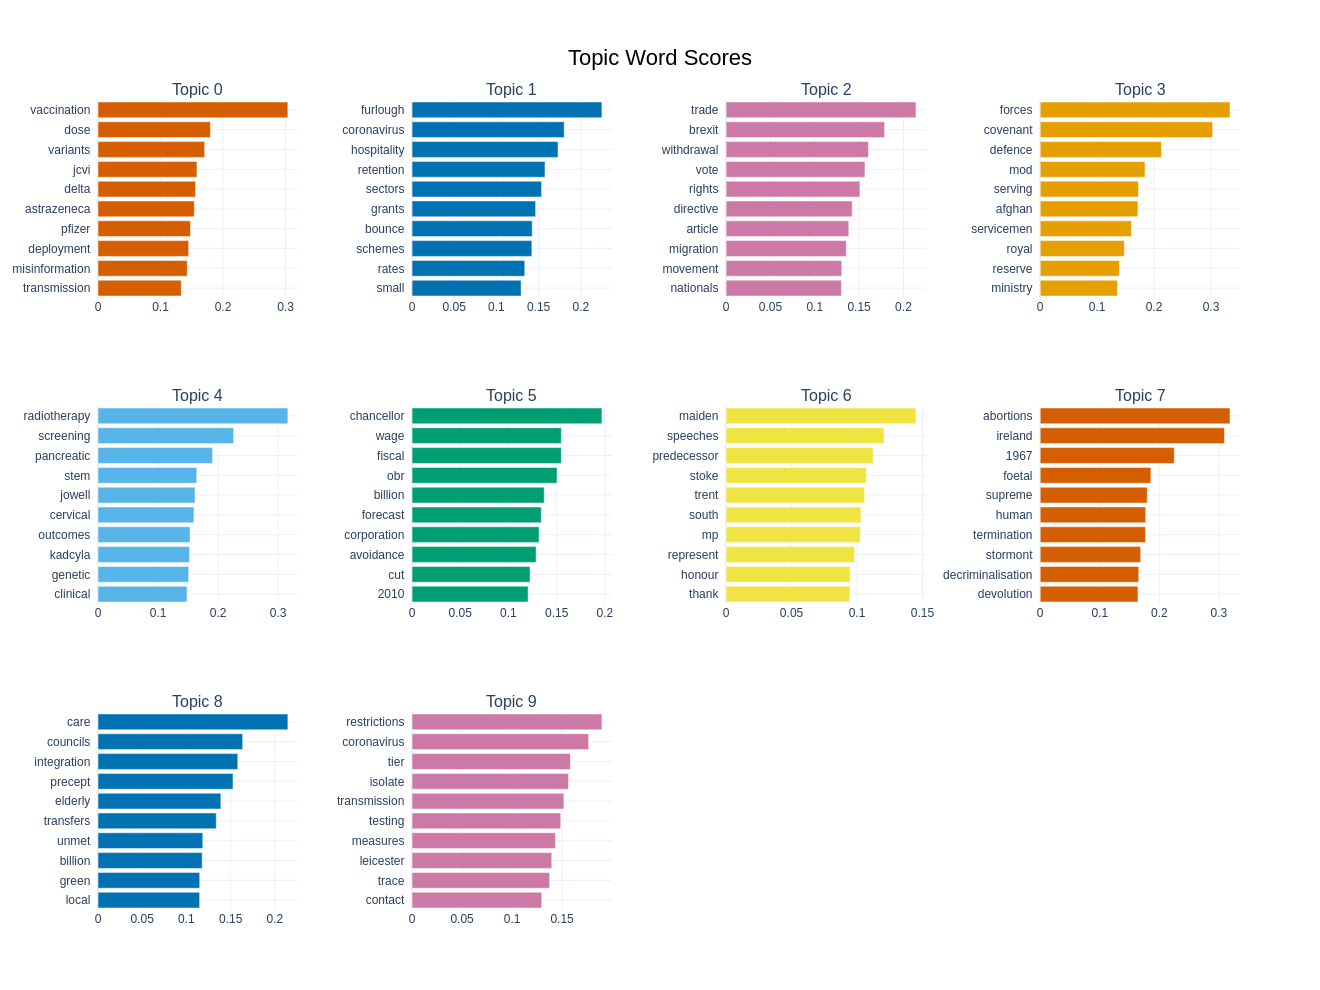 Topic Word Scores
Topic 0
vaccination
dose
variants
jcvi
delta
astrazeneca
pfizer
deployment
misinformation
transmission
0 0.1 0.2 0.3
Topic 1
furlough
coronavirus
hospitality
retention
sectors
grants
bounce
schemes
rates
small
0 0.05 0.1 0.15 0.2
Topic 2
trade
brexit
withdrawal
vote
rights
directive
article
migration
movement
nationals
0 0.05 0.1 0.15 0.2
Topic 3
forces
covenant
defence
mod
serving
afghan
servicemen
royal
reserve
ministry
0 0.1 0.2 0.3
Topic 4
radiotherapy
screening
pancreatic
stem
jowell
cervical
outcomes
kadcyla
genetic
clinical
0 0.1 0.2 0.3
Topic 5
chancellor
wage
fiscal
obr
billion
forecast
corporation
avoidance
cut
2010
0 0.05 0.1 0.15 0.2
Topic 6
maiden
speeches
predecessor
stoke
trent
south
mp
represent
honour
thank
0 0.05 0.1 0.15
Topic 7
abortions
ireland
1967
foetal
supreme
human
termination
stormont
decriminalisation
devolution
0 0.1 0.2 0.3
Topic 8
care
councils
integration
precept
elderly
transfers
unmet
billion
green
local
0 0.05 0.1 0.15 0.2
Topic 9
restrictions
coronavirus
tier
isolate
transmission
testing
measures
leicester
trace
contact
0 0.05 0.1 0.15